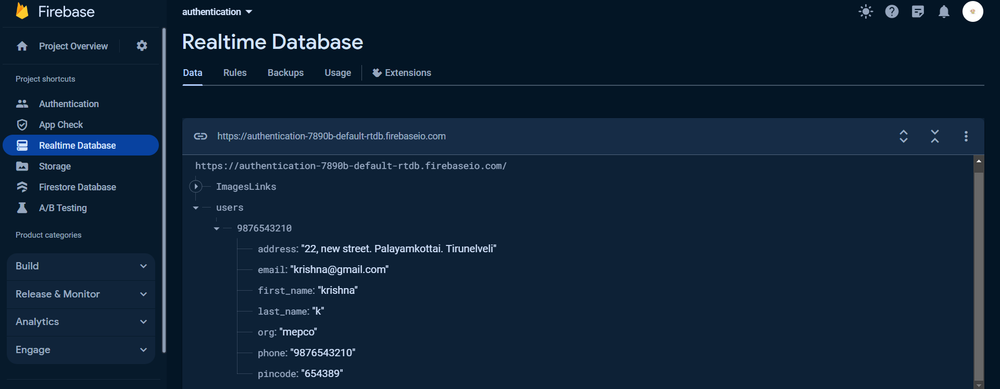 Firebase
Project Overview
Project shortcuts
Authentication
App Check
Realtime Database
Storage
Firestore Database
A/B Testing
Product categories
Build
Release & Monitor
Analytics
Engage
authentication
Realtime Database
Data Rules Backups Usage Extensions
https://authentication-7890b-default-rtdb.firebaseio.com
https://authentication-7890b-default-rtdb.firebaseio.com/
ImagesLinks
users
9876543210
address: "22, new street. Palayamkottai. Tirunelveli"
email: "krishna@gmail.com"
first_name: "krishna"
last_name: "k"
org: "mepco"
phone: "9876543210"
pincode: "654389"